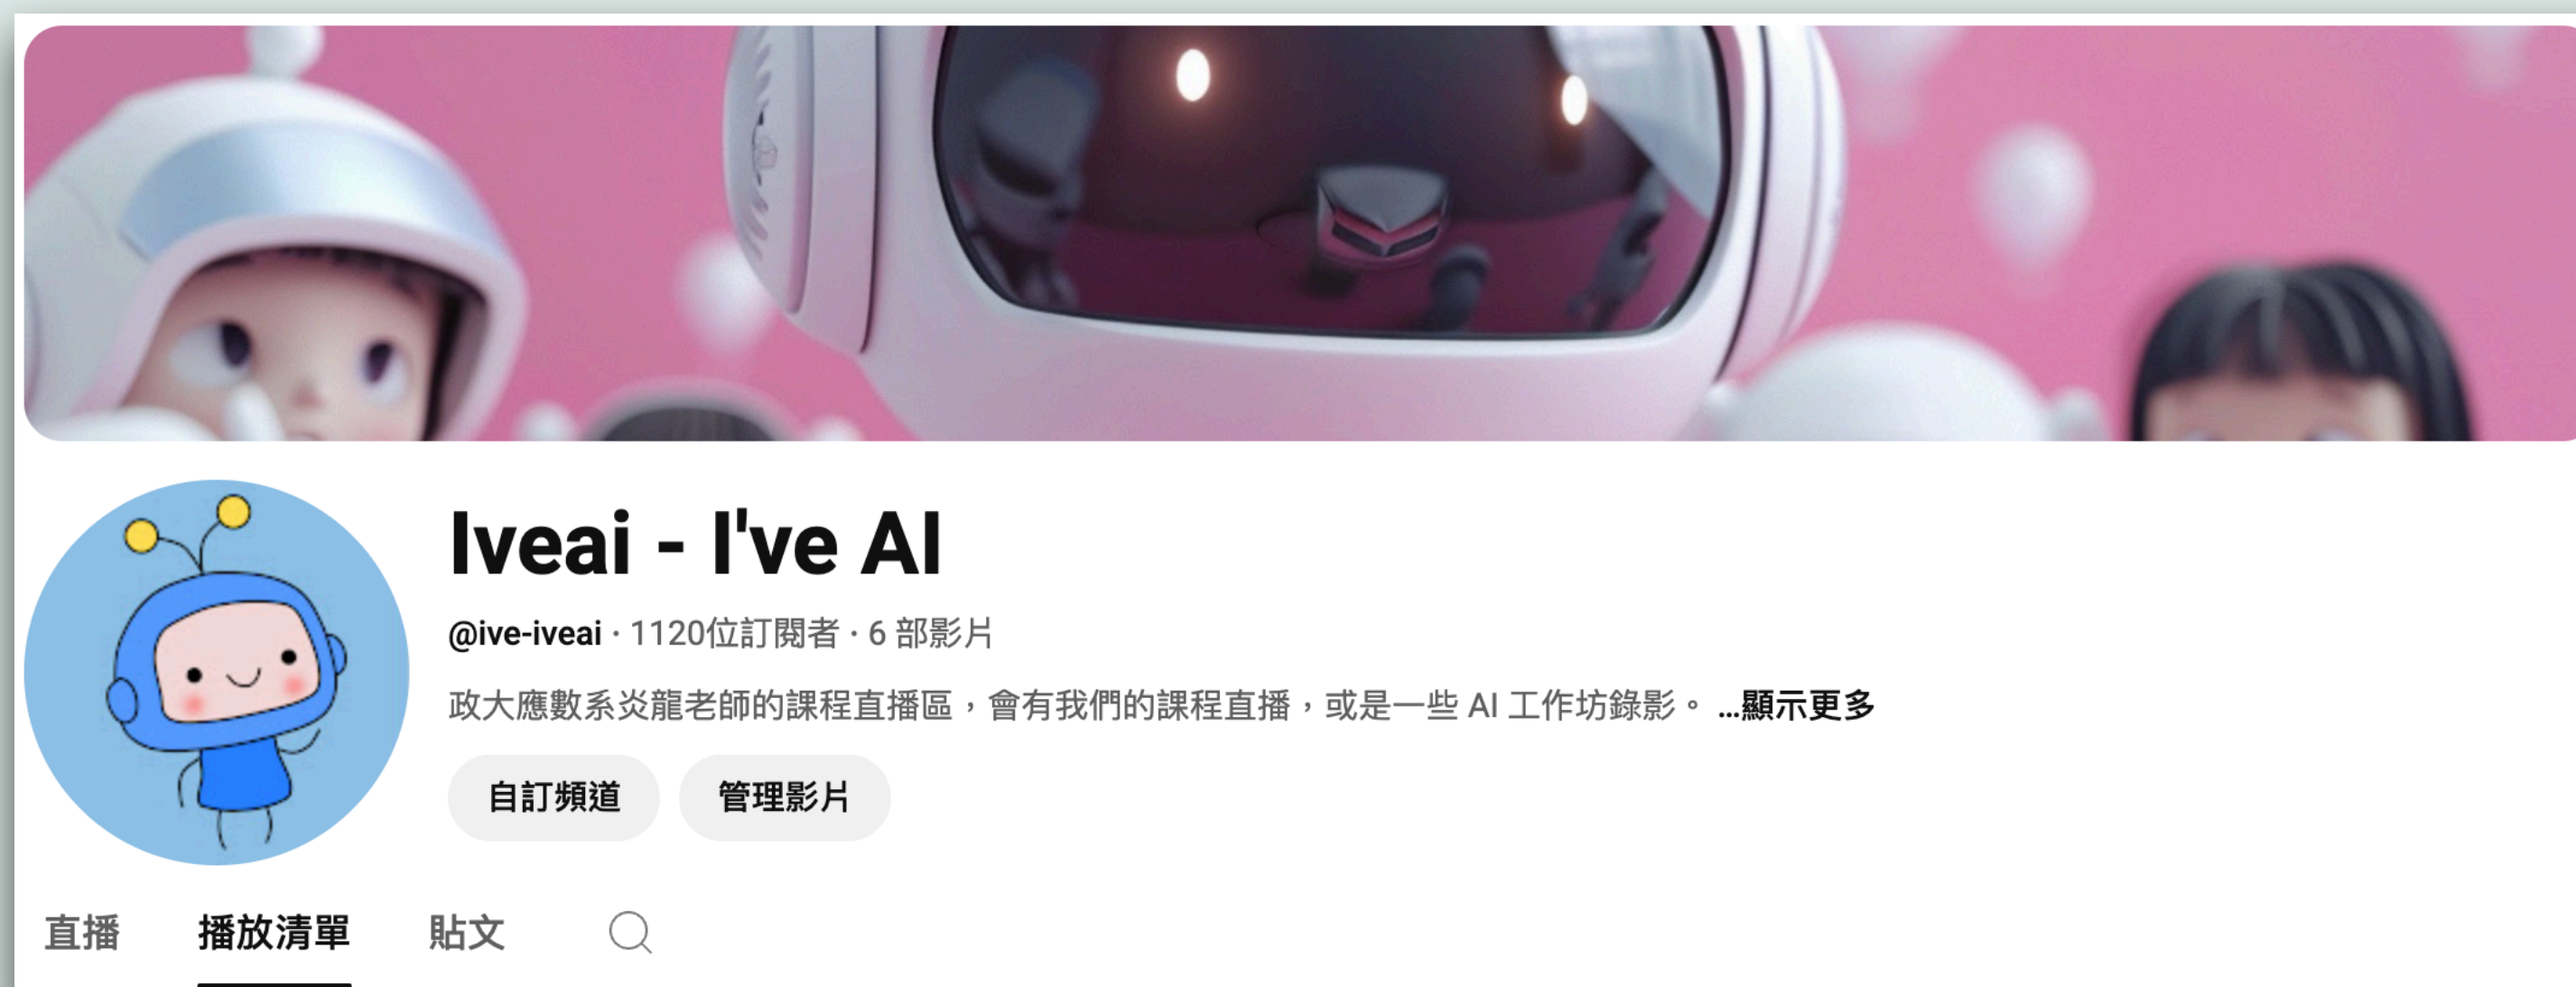 Iveai - I've AI
@ive-iveai · 1120位訂閱者 · 6 部影片
政大應數系炎龍老師的課程直播區，會有我們的課程直播，或是一些 AI 工作坊錄影。 ...顯示更多
自訂頻道 管理影片
直播 播放清單 貼文